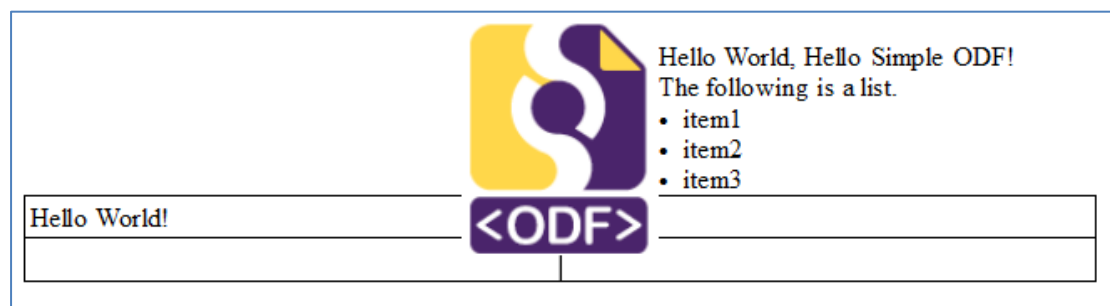 Hello World, Hello Simple ODF!
The following is a list.
• item1
• item2
• item3
Hello World!
<ODF>